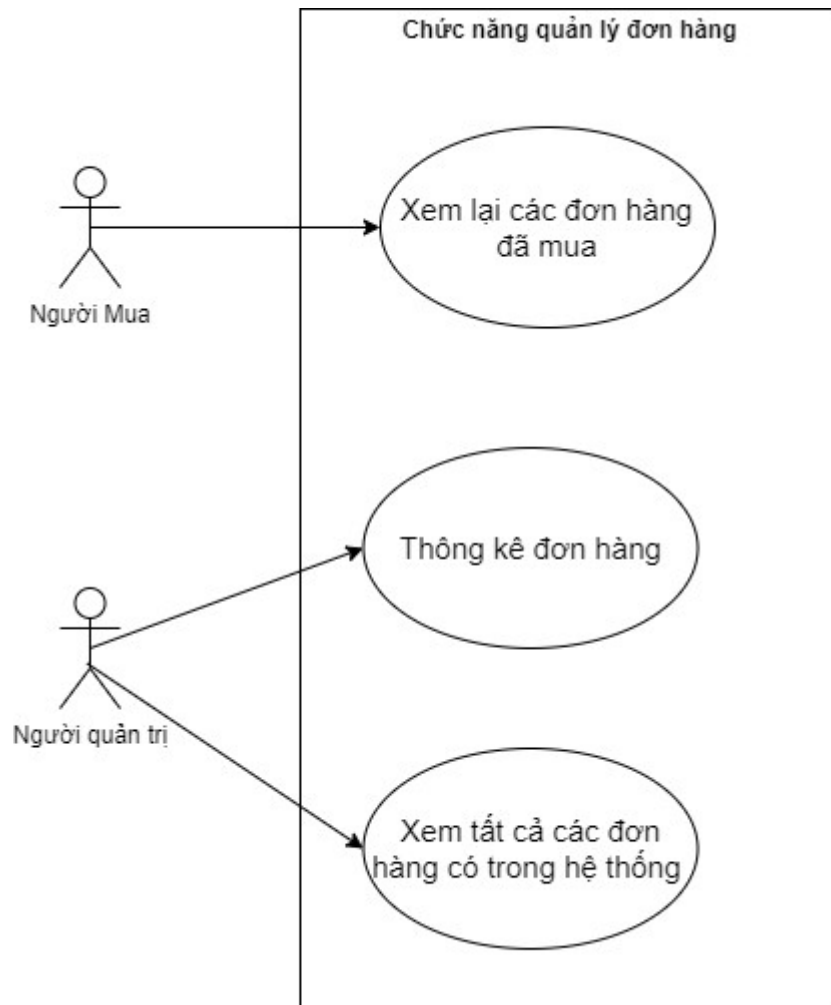 Chức năng quản lý đơn hàng
Xem lại các đơn hàng
đã mua
Người Mua
Thông kê đơn hàng
Người quản trị
Xem tất cả các đơn
hàng có trong hệ thống